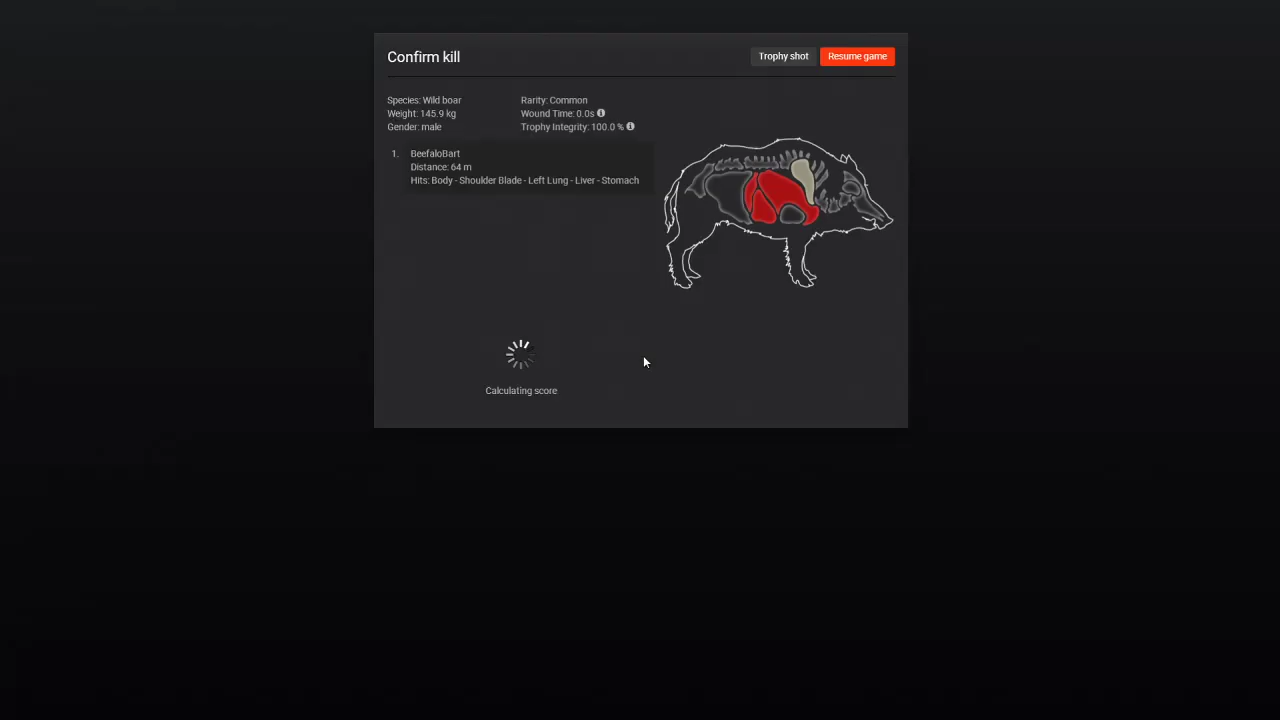 Confirm kill
Trophy shot
Resume game
Species: Wild boar
Weight: 145.9 kg
Gender: male
Rarity: Common
Wound Time: 0.0s
Trophy Integrity: 100.0 %
1.
BeefaloBart
Distance: 64 m
Hits: Body - Shoulder Blade - Left Lung - Liver - Stomach
Calculating score